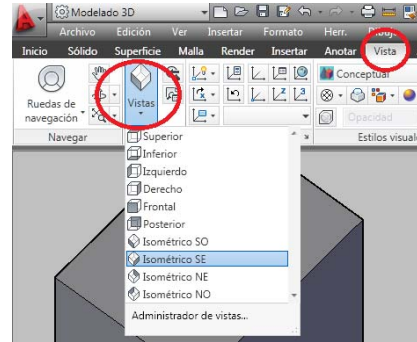 Modelado 3D
Archivo Edición Ver Insertar Formato Herr. Dibujo
Inicio Sólido Superficie Malla Render Insertar Anotar Vista
Ruedas de navegación
Vistas
Conceptual
Opacidad
Navegar
Estilos visual
Superior
Inferior
Izquierdo
Derecho
Frontal
Posterior
Isométrico SO
Isométrico SE
Isométrico NE
Isométrico NO
Administrador de vistas...